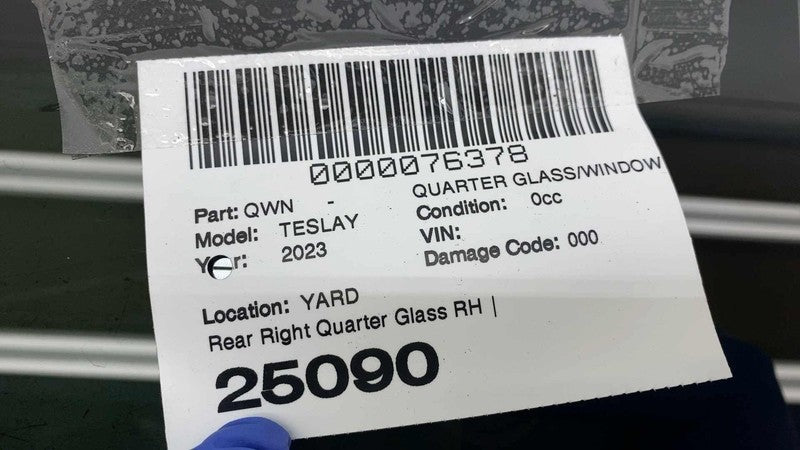 0000076378
Part: QWN - QUARTER GLASS/WINDOW
Model: TESLAY Condition: 0cc
Year: 2023 VIN:
Damage Code: 000
Location: YARD
Rear Right Quarter Glass RH |
25090